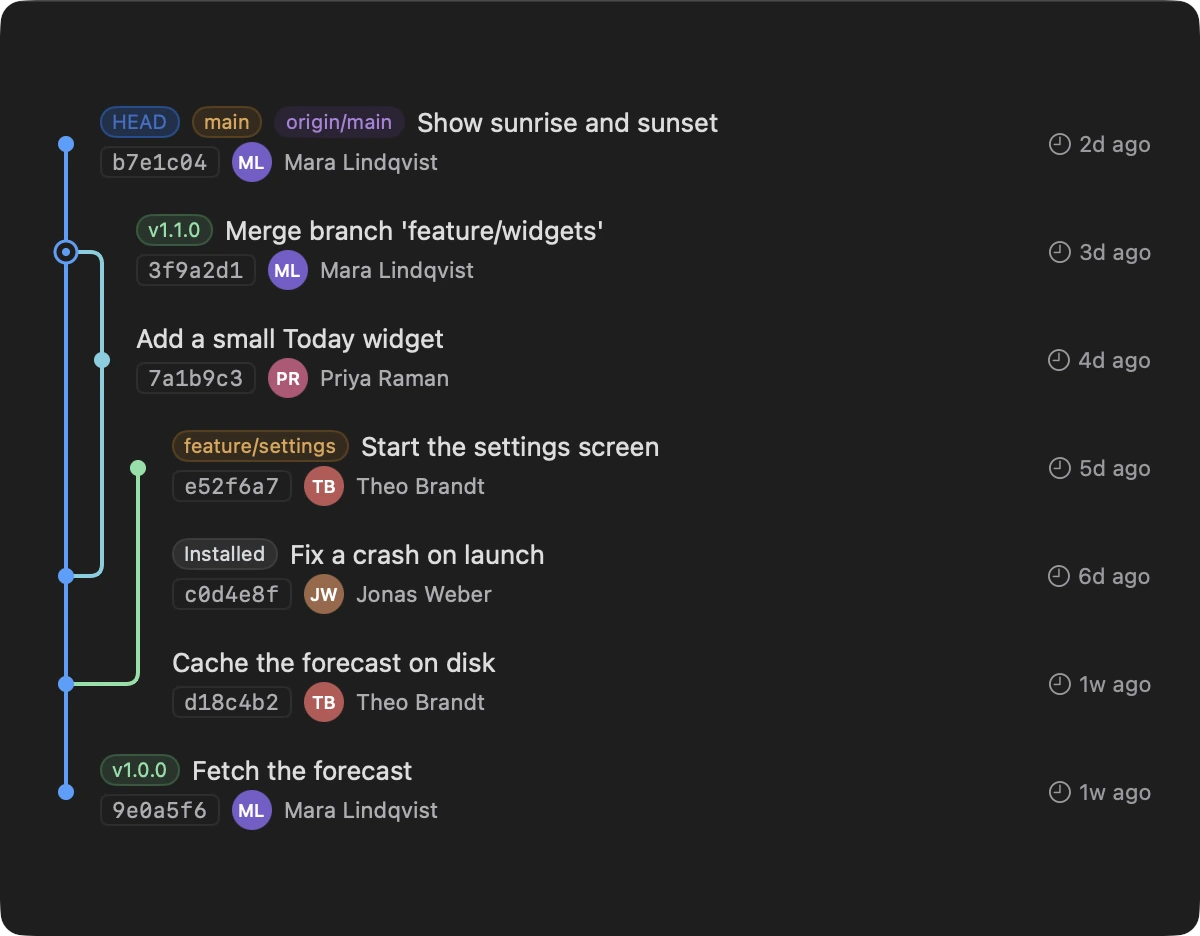 HEAD main origin/main Show sunrise and sunset
b7e1c04 ML Mara Lindqvist
2d ago
v1.1.0 Merge branch 'feature/widgets'
3f9a2d1 ML Mara Lindqvist
3d ago
Add a small Today widget
7a1b9c3 PR Priya Raman
4d ago
feature/settings Start the settings screen
e52f6a7 TB Theo Brandt
5d ago
Installed Fix a crash on launch
c0d4e8f JW Jonas Weber
6d ago
Cache the forecast on disk
d18c4b2 TB Theo Brandt
1w ago
v1.0.0 Fetch the forecast
9e0a5f6 ML Mara Lindqvist
1w ago